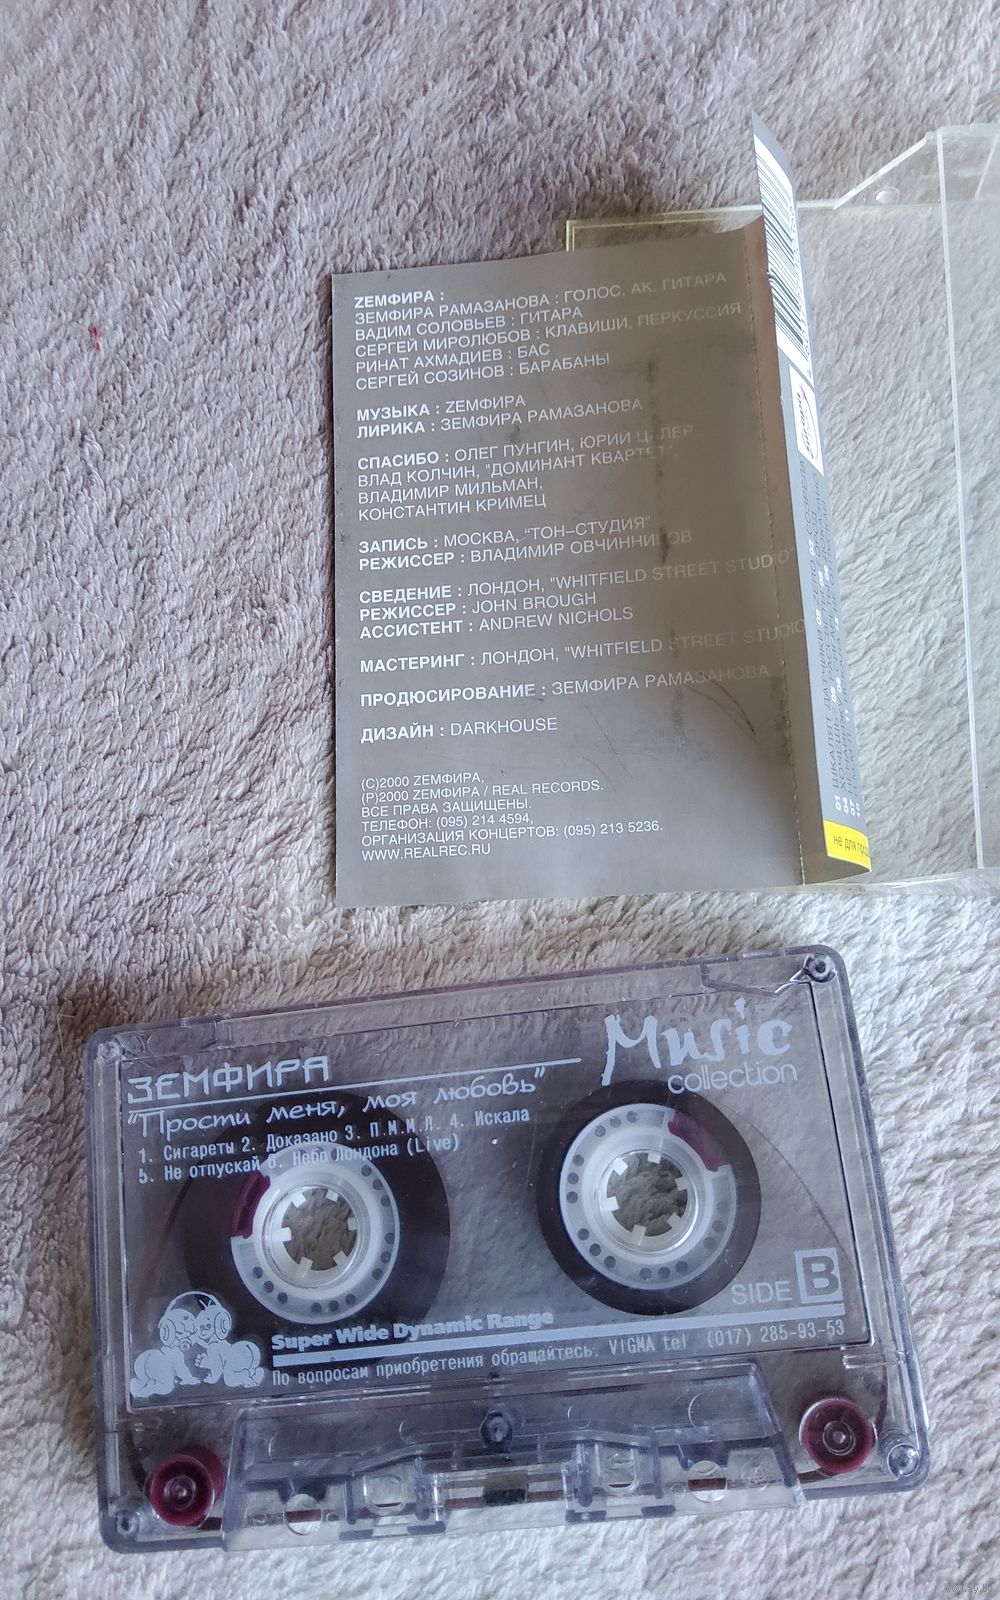 ZЕМФИРА :
ЗЕМФИРА РАМАЗАНОВА : ГОЛОС. АК. ГИТАРА
ВАДИМ СОЛОВЬЕВ : ГИТАРА
СЕРГЕЙ МИРОЛЮБОВ : КЛАВИШИ, ПЕРКУССИЯ
РИНАТ АХМАДИЕВ : БАС
СЕРГЕЙ СОЗИНОВ : БАРАБАНЫ
МУЗЫКА : ZЕМФИРА
ЛИРИКА : ЗЕМФИРА РАМАЗАНОВА
СПАСИБО : ОЛЕГ ПУНГИН, ЮРИЙ ЦАЛЕР,
ВЛАД КОЛЧИН, "ДОМИНАНТ КВАРТЕТ",
ВЛАДИМИР МИЛЬМАН,
КОНСТАНТИН КРИМЕЦ
ЗАПИСЬ : МОСКВА, "ТОН-СТУДИЯ"
РЕЖИССЕР : ВЛАДИМИР ОВЧИННИКОВ
СВЕДЕНИЕ : ЛОНДОН, "WHITFIELD STREET STUDIO"
РЕЖИССЕР : JOHN BROUGH
АССИСТЕНТ : ANDREW NICHOLS
МАСТЕРИНГ : ЛОНДОН, "WHITFIELD STREET STUDIO
ПРОДЮСИРОВАНИЕ : ЗЕМФИРА РАМАЗАНОВА
ДИЗАЙН : DARKHOUSE
(C)2000 ZЕМФИРА,
(P)2000 ZЕМФИРА / REAL RECORDS.
ВСЕ ПРАВА ЗАЩИЩЕНЫ.
ТЕЛЕФОН: (095) 214 4594,
ОРГАНИЗАЦИЯ КОНЦЕРТОВ: (095) 213 5236.
WWW.REALREC.RU
не для прод
ЗЕМФИРА
"Прости меня, моя любовь"
1. Сигареты 2. Доказано 3. П.М.М.Л. 4. Искала
5. Не отпускай 6. Небо Лондона (Live)
Music
collection
SIDE B
Super Wide Dynamic Range
По вопросам приобретения обращайтесь. VIGMA tel (017) 285-93-53